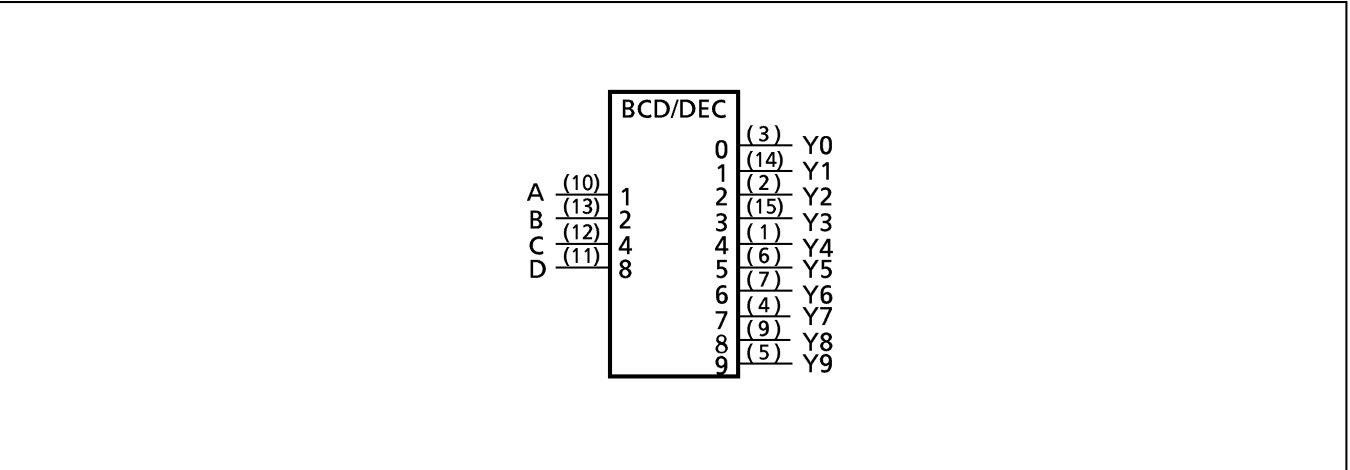 BCD/DEC
0 (3) Y0
1 (14) Y1
A (10) 1 2 (2) Y2
B (13) 2 3 (15) Y3
C (12) 4 4 (1) Y4
D (11) 8 5 (6) Y5
6 (7) Y6
7 (4) Y7
8 (9) Y8
9 (5) Y9